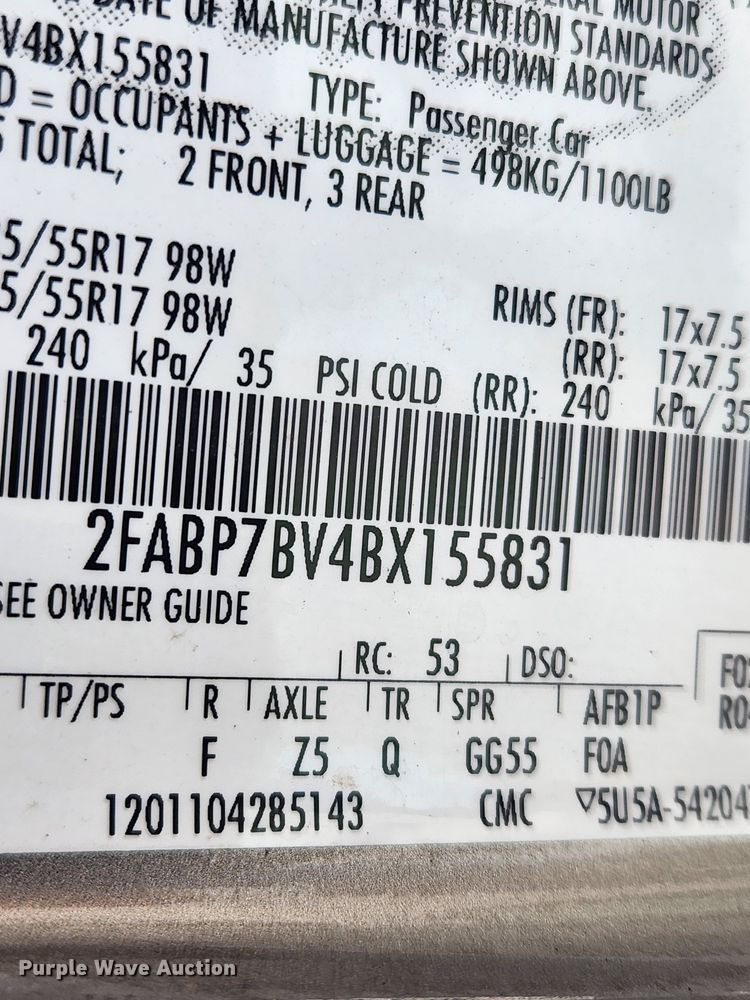 MOTOR
DATE OF MANUFACTURE SHOWN ABOVE.
PREVENTION STANDARDS
V4BX155831
TYPE: Passenger Car
= OCCUPANTS + LUGGAGE = 498KG/1100LB
TOTAL; 2 FRONT, 3 REAR
5/55R17 98W
5/55R17 98W
RIMS (FR): 17x7.5
(RR): 17x7.5
240 kPa/ 35 PSI COLD (RR): 240 kPa/ 35
2FABP7BV4BX155831
SEE OWNER GUIDE
RC: 53 DSO:
TP/PS R AXLE TR SPR AFB1P
F Z5 Q GG55 F0A
1201104285143 CMC ▽5U5A-54204
Purple Wave Auction